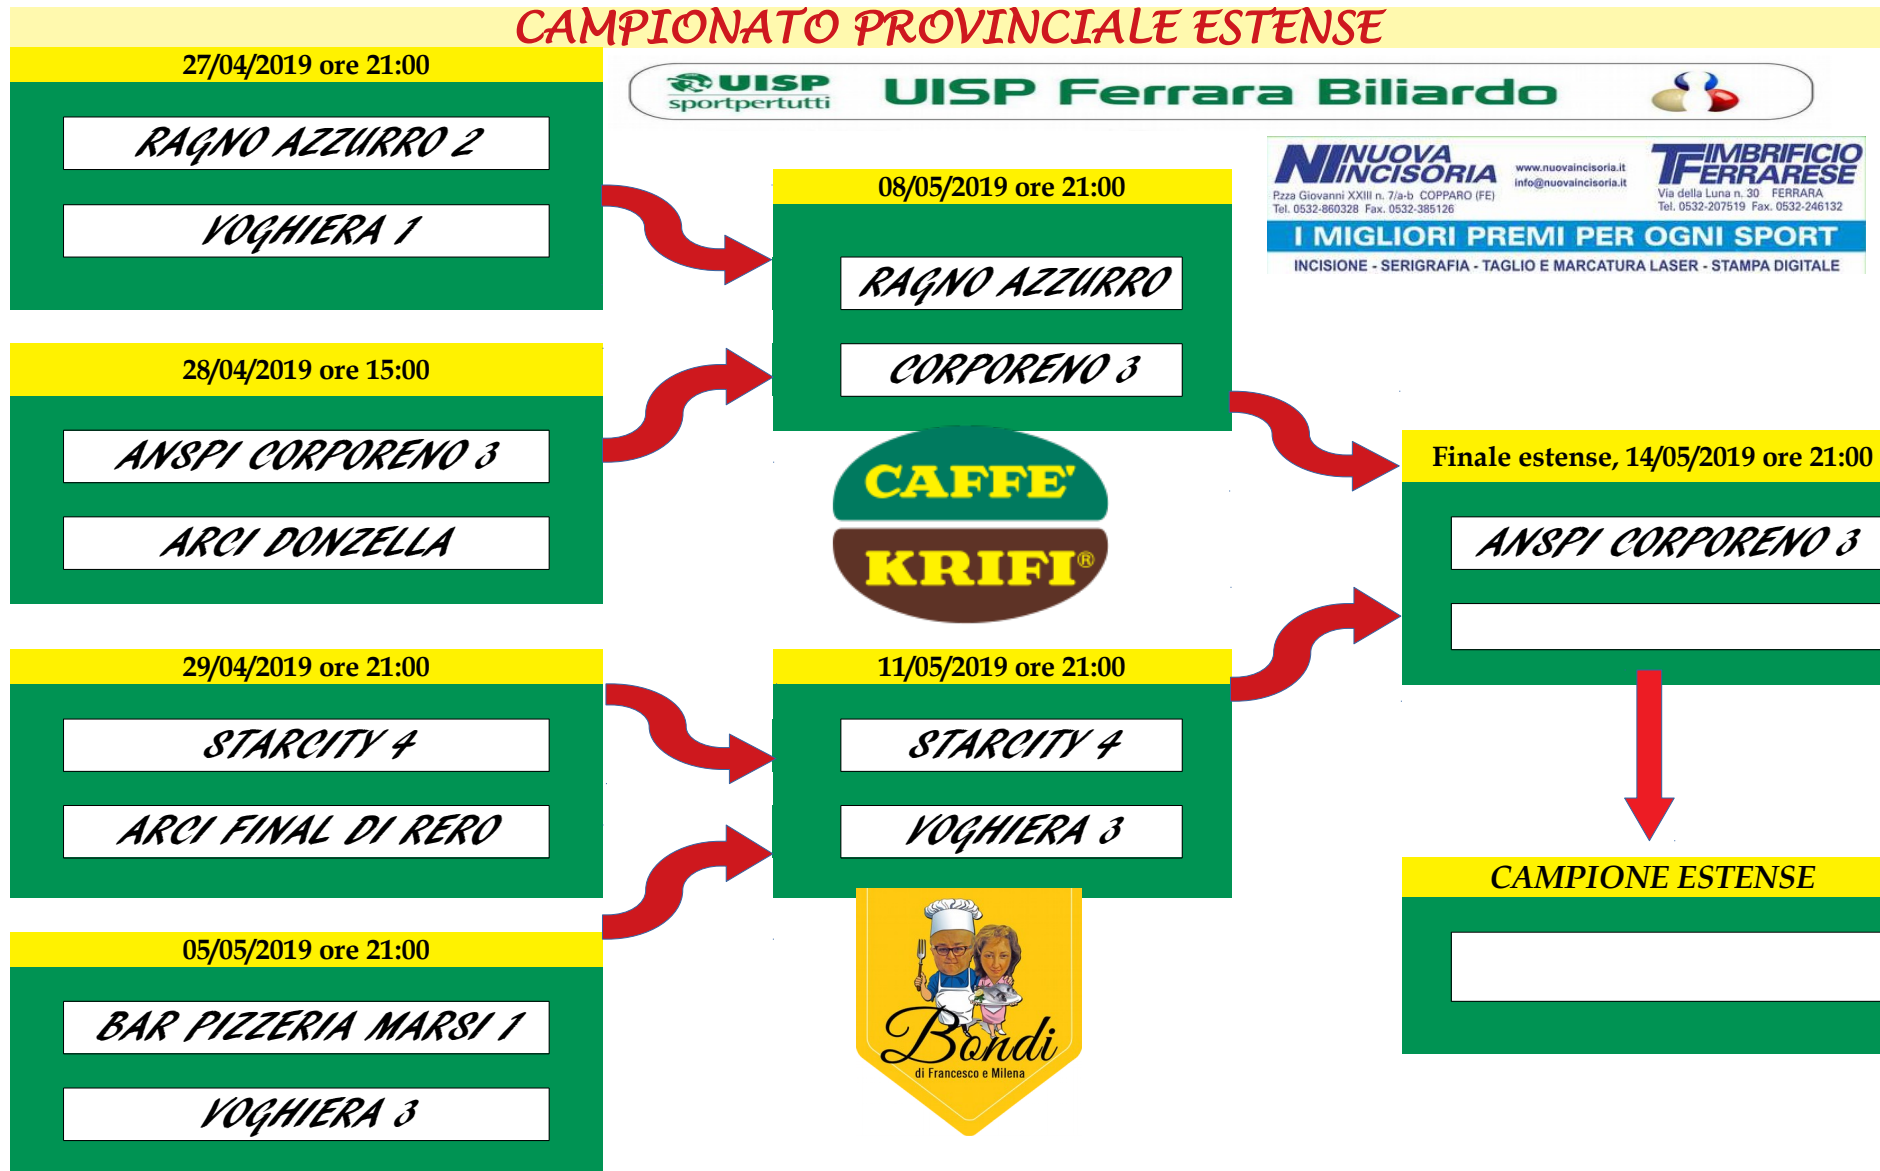 CAMPIONATO PROVINCIALE ESTENSE
27/04/2019 ore 21:00
RAGNO AZZURRO 2
VOGHIERA 1
28/04/2019 ore 15:00
ANSPI CORPORENO 3
ARCI DONZELLA
29/04/2019 ore 21:00
STARCITY 4
ARCI FINAL DI RERO
05/05/2019 ore 21:00
BAR PIZZERIA MARSI 1
VOGHIERA 3
UISP
sportpertutti
UISP Ferrara Biliardo
NUOVA
INCISORIA
P.zza Giovanni XXIII n. 7/a-b COPPARO (FE)
Tel. 0532-860328 Fax. 0532-385126
www.nuovaincisoria.it
info@nuovaincisoria.it
TIMBRIFICIO
FERRARESE
Via della Luna n. 30 FERRARA
Tel. 0532-207519 Fax. 0532-246132
I MIGLIORI PREMI PER OGNI SPORT
INCISIONE - SERIGRAFIA - TAGLIO E MARCATURA LASER - STAMPA DIGITALE
08/05/2019 ore 21:00
RAGNO AZZURRO
CORPORENO 3
CAFFE'
KRIFI®
11/05/2019 ore 21:00
STARCITY 4
VOGHIERA 3
Bondi
di Francesco e Milena
Finale estense, 14/05/2019 ore 21:00
ANSPI CORPORENO 3
CAMPIONE ESTENSE